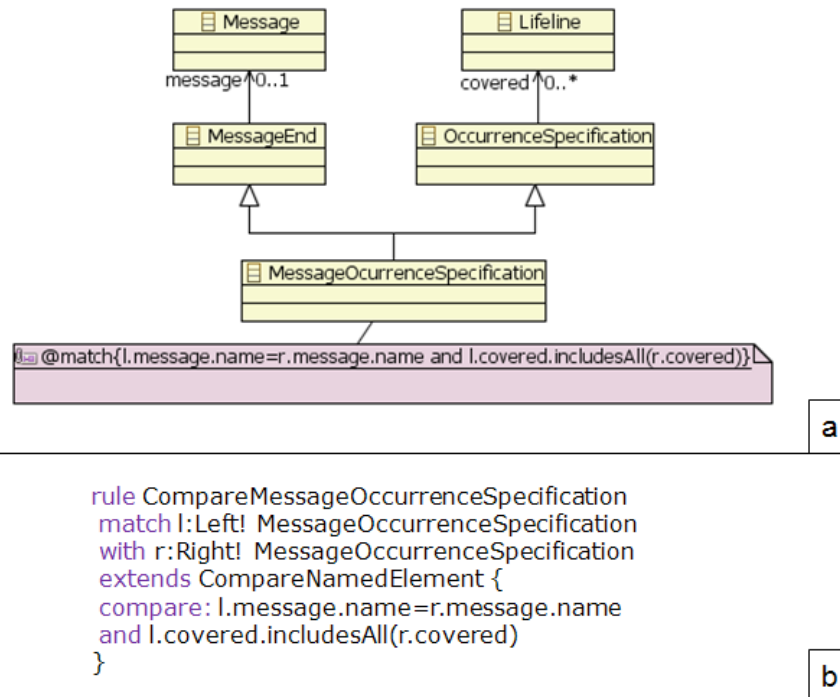 Message
Lifeline
message 0..1
covered 0..*
MessageEnd
OccurrenceSpecification
MessageOcurrenceSpecification
@match{l.message.name=r.message.name and l.covered.includesAll(r.covered)}
a
rule CompareMessageOccurrenceSpecification
match l:Left! MessageOccurrenceSpecification
with r:Right! MessageOccurrenceSpecification
extends CompareNamedElement {
compare: l.message.name=r.message.name
and l.covered.includesAll(r.covered)
}
b